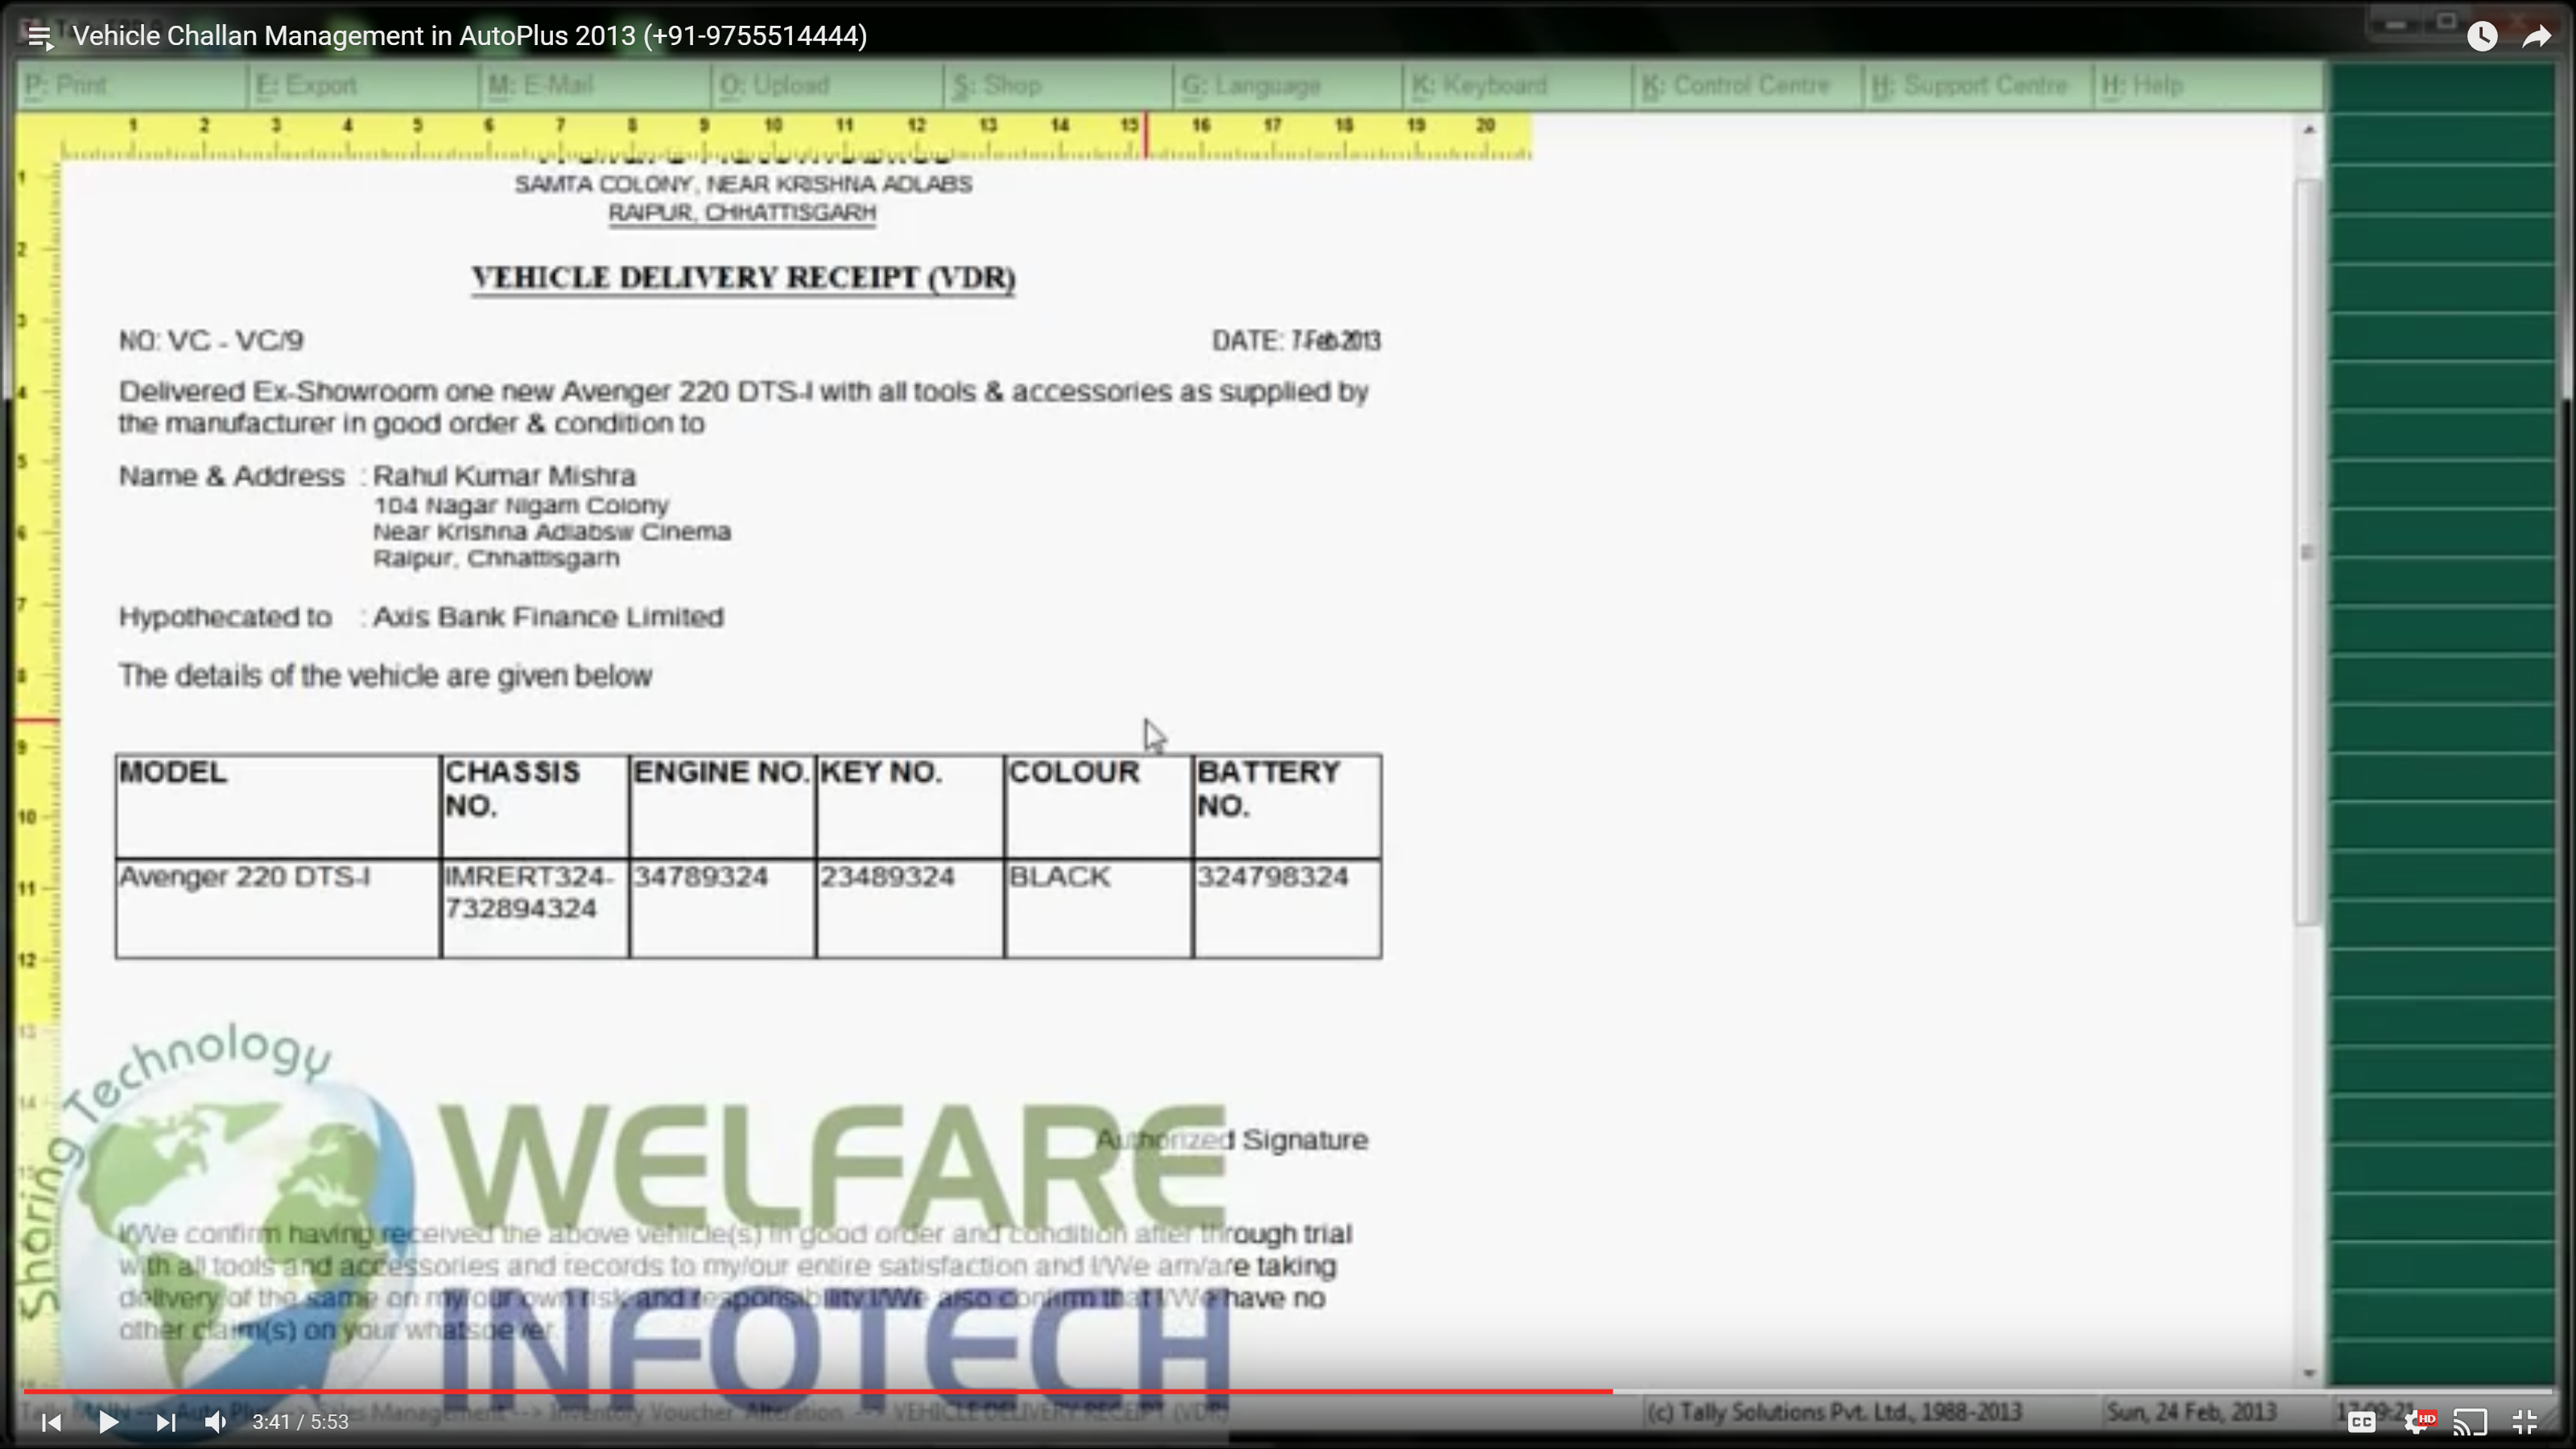 Vehicle Challan Management in AutoPlus 2013 (+91-9755514444)
P: Print E: Export M: E-Mail O: Upload S: Shop G: Language K: Keyboard K: Control Centre H: Support Centre H: Help
1 2 3 4 5 6 7 8 9 10 11 12 13 14 15 16 17 18 19 20
SAMTA COLONY, NEAR KRISHNA ADLABS
RAIPUR, CHHATTISGARH
VEHICLE DELIVERY RECEIPT (VDR)
NO: VC - VC/9 DATE: 7-Feb-2013
Delivered Ex-Showroom one new Avenger 220 DTS-I with all tools & accessories as supplied by
the manufacturer in good order & condition to
Name & Address : Rahul Kumar Mishra
104 Nagar Nigam Colony
Near Krishna Adlabsw Cinema
Raipur, Chhattisgarh
Hypothecated to : Axis Bank Finance Limited
The details of the vehicle are given below
MODEL CHASSIS NO. ENGINE NO. KEY NO. COLOUR BATTERY NO.
Avenger 220 DTS-I IMRERT324-732894324 34789324 23489324 BLACK 324798324
Sharing Technology
WELFARE
INFOTECH
Authorized Signature
I/We confirm having received the above vehicle(s) in good order and condition after through trial
with all tools and accessories and records to my/our entire satisfaction and I/We am/are taking
delivery of the same on my/our own risk and responsibility I/We also confirm that I/We have no
other claim(s) on your whatsoever.
3:41 / 5:53
Management --> Inventory Voucher Alteration --> VEHICLE DELIVERY RECEIPT (VDR)
(c) Tally Solutions Pvt. Ltd., 1988-2013 Sun, 24 Feb, 2013
CC HD